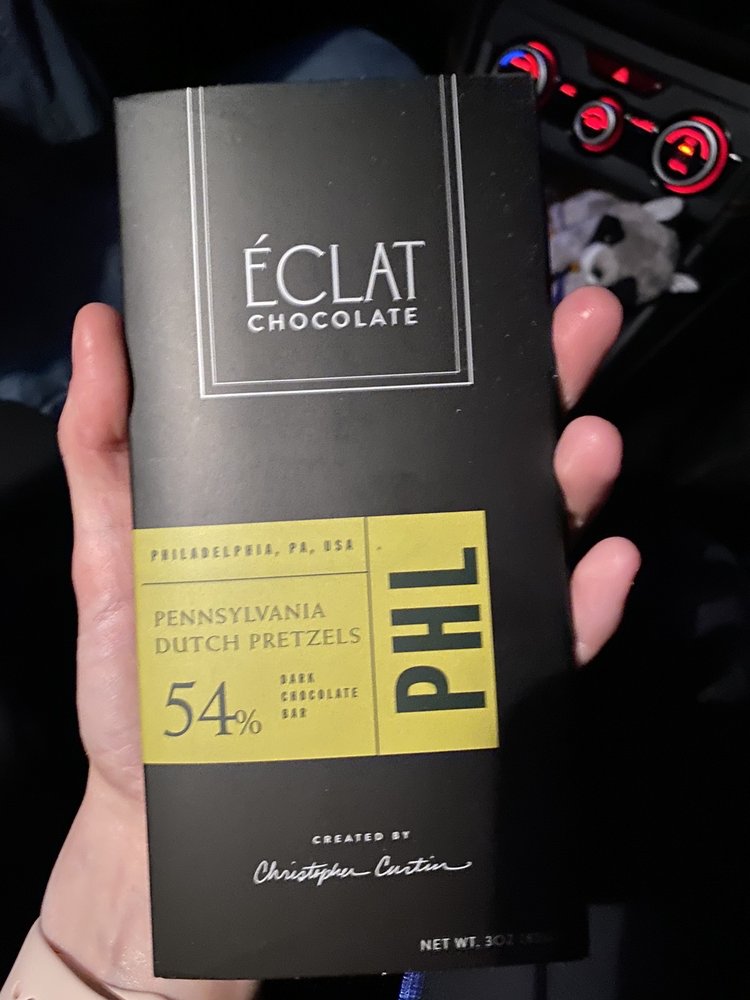 ÉCLAT
CHOCOLATE
PHILADELPHIA, PA, USA
PENNSYLVANIA
DUTCH PRETZELS
54%
DARK
CHOCOLATE
BAR
PHL
CREATED BY
Christopher Curtin
NET WT. 3OZ